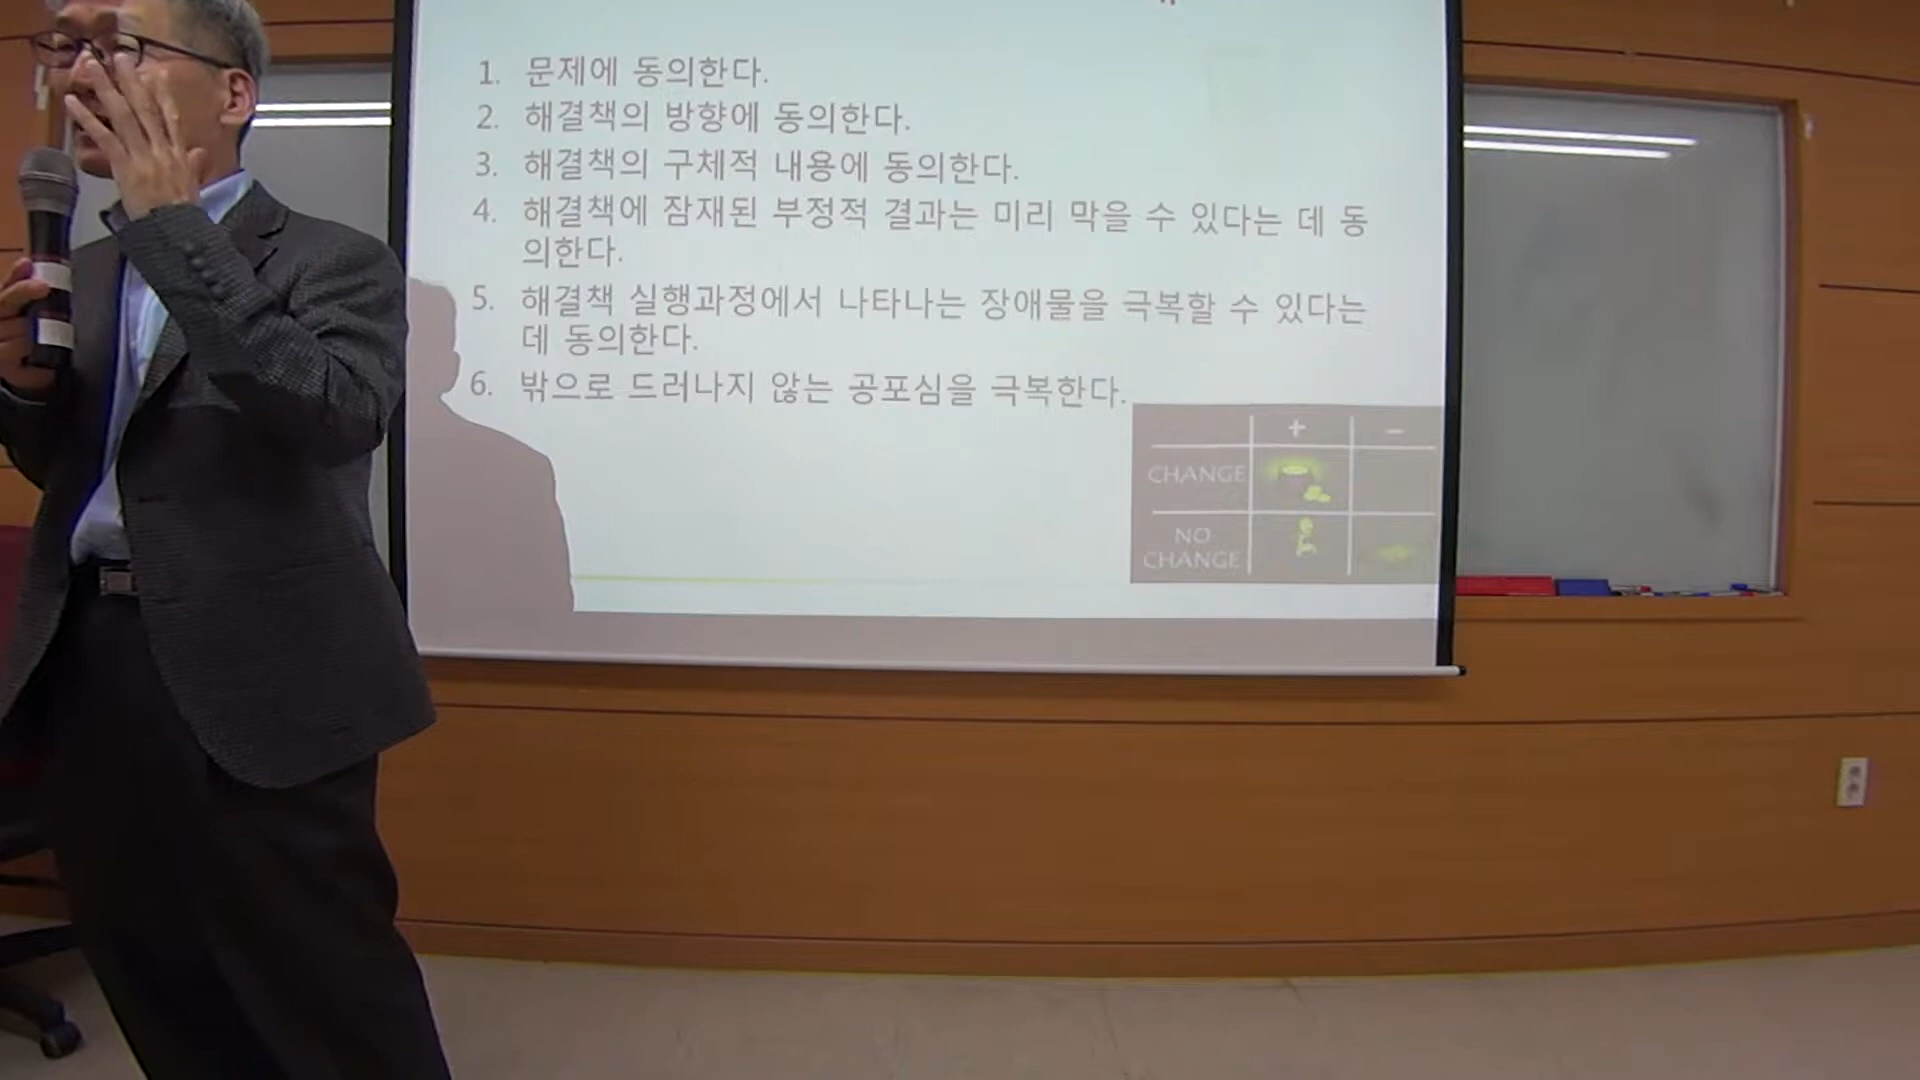 1. 문제에 동의한다.
2. 해결책의 방향에 동의한다.
3. 해결책의 구체적 내용에 동의한다.
4. 해결책에 잠재된 부정적 결과는 미리 막을 수 있다는 데 동
의한다.
5. 해결책 실행과정에서 나타나는 장애물을 극복할 수 있다는
데 동의한다.
6. 밖으로 드러나지 않는 공포심을 극복한다.
+ −
CHANGE
NO
CHANGE